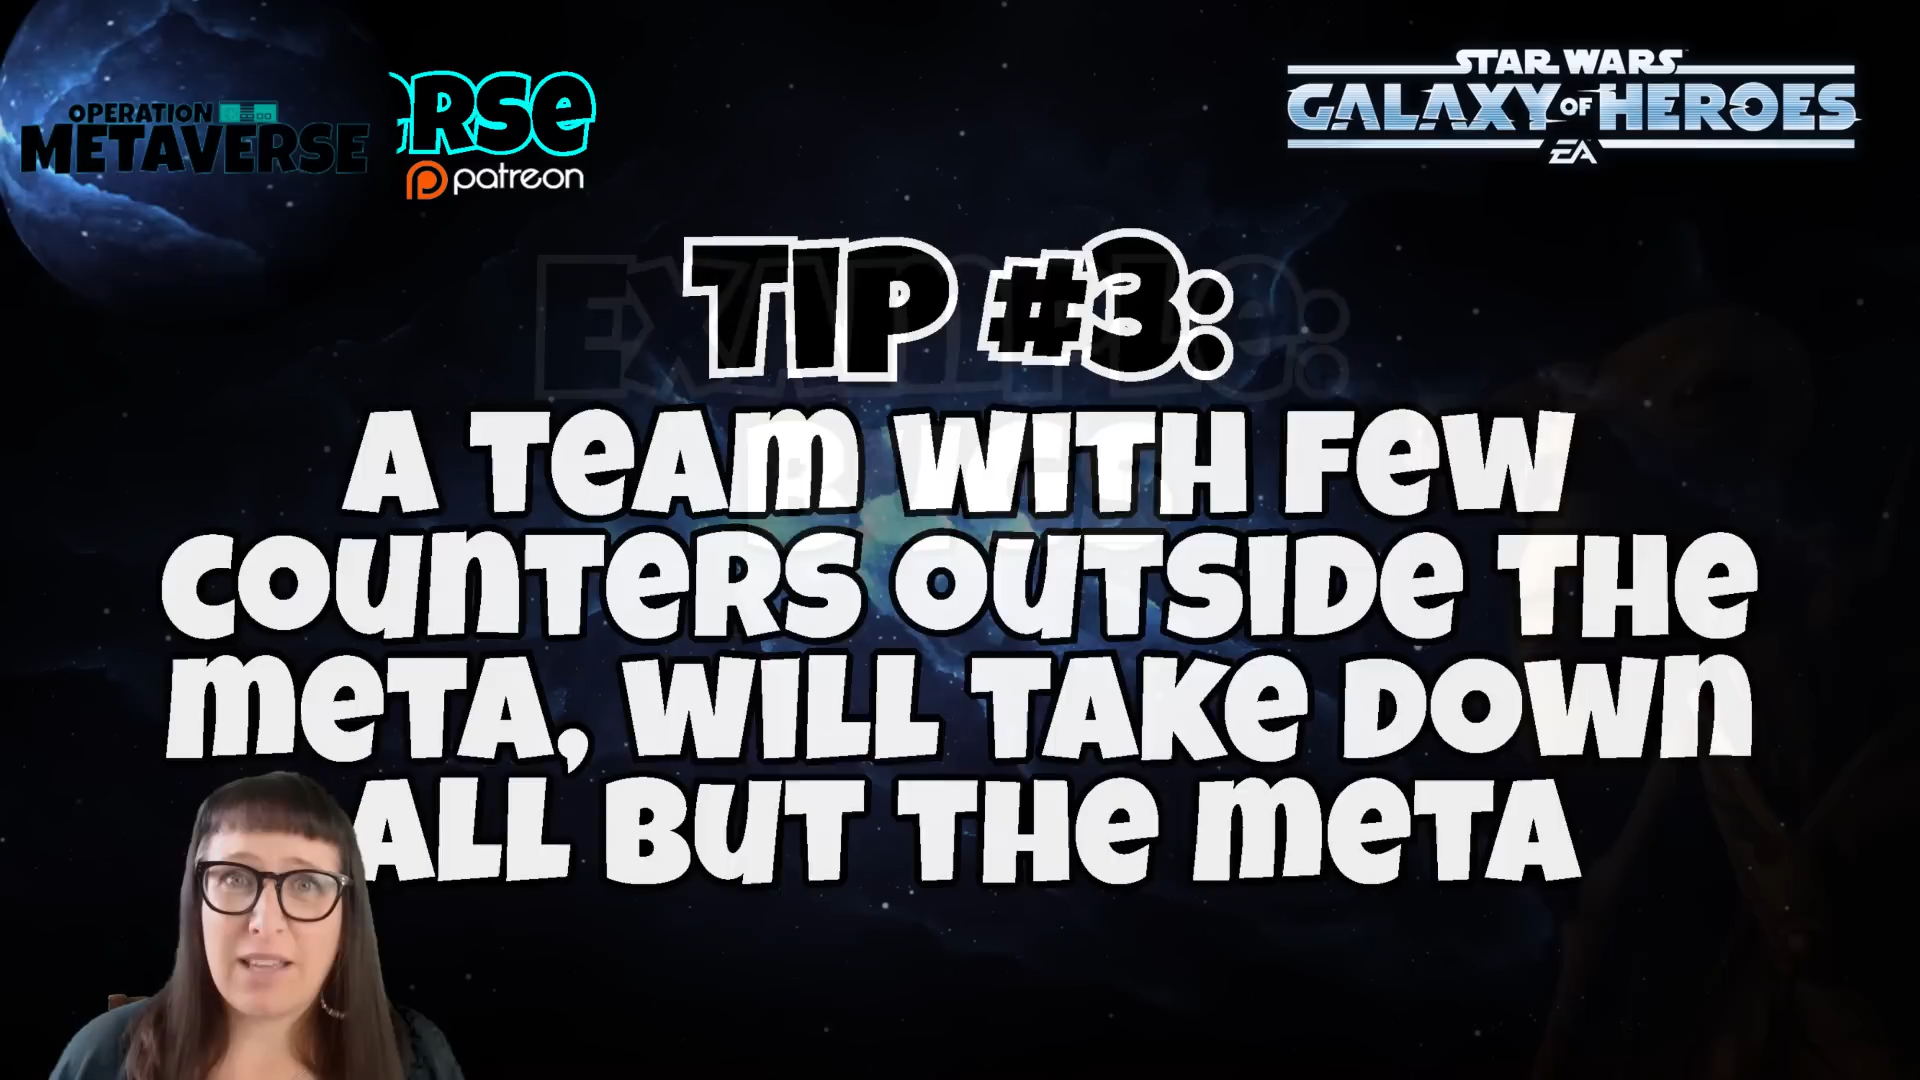 OPERATION
METAVERSE
RSE
patreon
STAR WARS
GALAXY OF HEROES
EA
TIP #3:
A TEAM WITH FEW
COUNTERS OUTSIDE THE
META, WILL TAKE DOWN
ALL BUT THE META